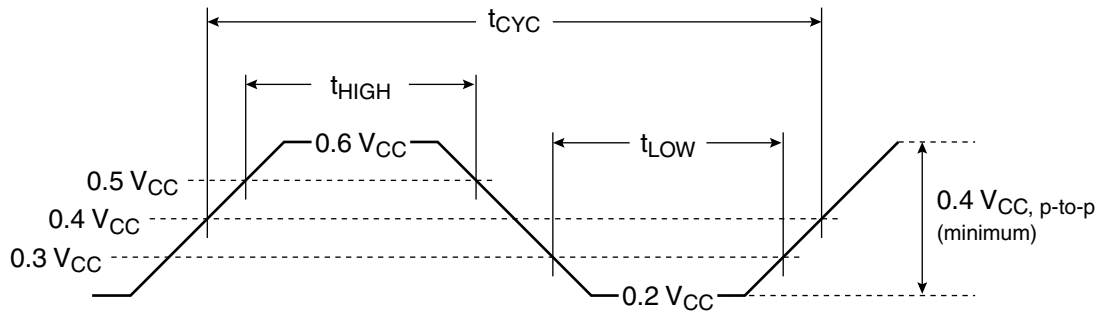 tCYC
tHIGH
0.6 VCC
tLOW
0.5 VCC
0.4 VCC
0.3 VCC
0.2 VCC
0.4 VCC, p-to-p
(minimum)